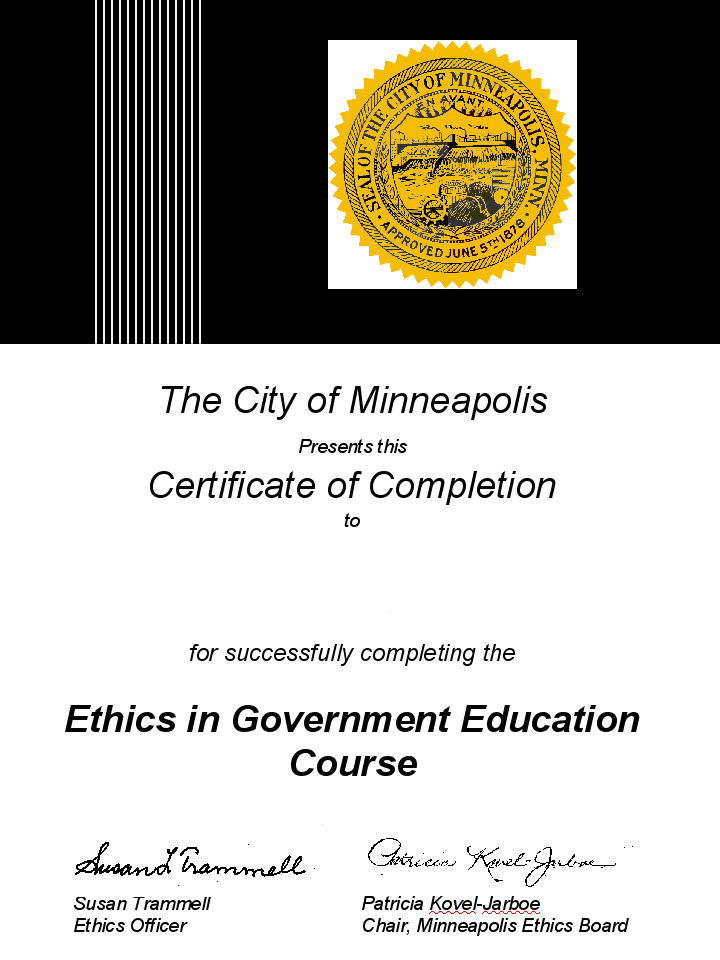 SEAL OF THE CITY OF MINNEAPOLIS, MINN.
EN AVANT
• APPROVED JUNE 5TH 1878 •
The City of Minneapolis
Presents this
Certificate of Completion
to
for successfully completing the
Ethics in Government Education
Course
Susan L Trammell
Patricia Kovel-Jarboe
Susan Trammell
Patricia Kovel-Jarboe
Ethics Officer
Chair, Minneapolis Ethics Board